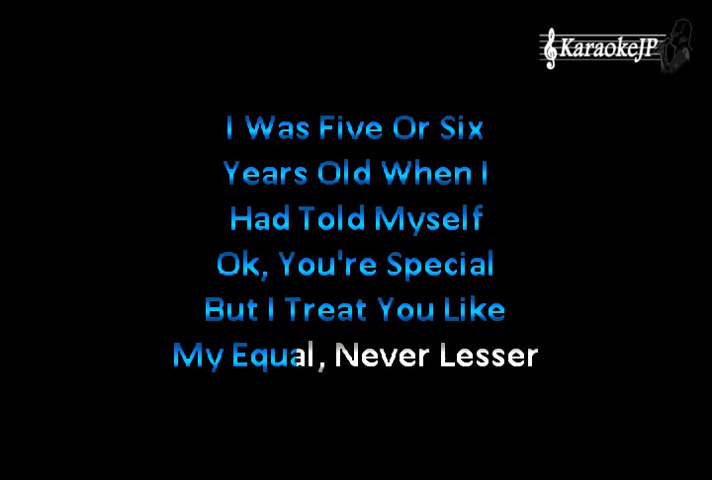 KaraokeJP
I Was Five Or Six
Years Old When I
Had Told Myself
Ok, You're Special
But I Treat You Like
My Equal, Never Lesser